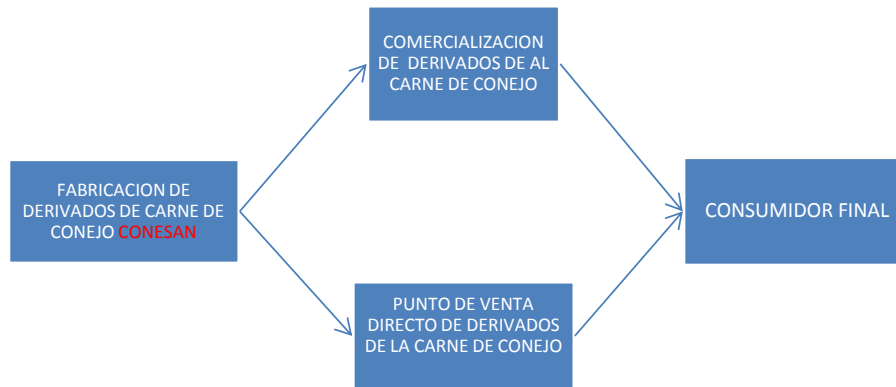 COMERCIALIZACION
DE DERIVADOS DE AL
CARNE DE CONEJO
FABRICACION DE
DERIVADOS DE CARNE DE
CONEJO CONESAN
CONSUMIDOR FINAL
PUNTO DE VENTA
DIRECTO DE DERIVADOS
DE LA CARNE DE CONEJO